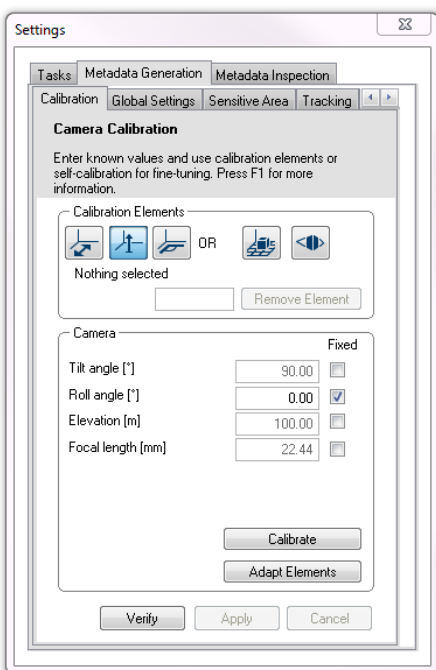 Settings
Tasks Metadata Generation Metadata Inspection
Calibration Global Settings Sensitive Area Tracking
Camera Calibration
Enter known values and use calibration elements or
self-calibration for fine-tuning. Press F1 for more
information.
Calibration Elements
OR
Nothing selected
Remove Element
Camera
Fixed
Tilt angle [°] 90.00
Roll angle [°] 0.00
Elevation [m] 100.00
Focal length [mm] 22.44
Calibrate
Adapt Elements
Verify Apply Cancel